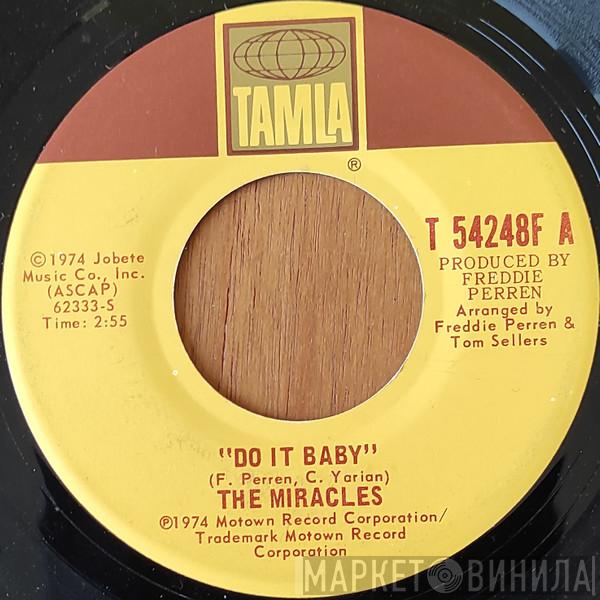 TAMLA
®
T 54248F A
PRODUCED BY
FREDDIE
PERREN
Arranged by
Freddie Perren &
Tom Sellers
©1974 Jobete
Music Co., Inc.
(ASCAP)
62333-S
Time: 2:55
"DO IT BABY"
(F. Perren, C. Yarian)
THE MIRACLES
℗1974 Motown Record Corporation/
Trademark Motown Record
Corporation
МАРКЕТ ВИНИЛА